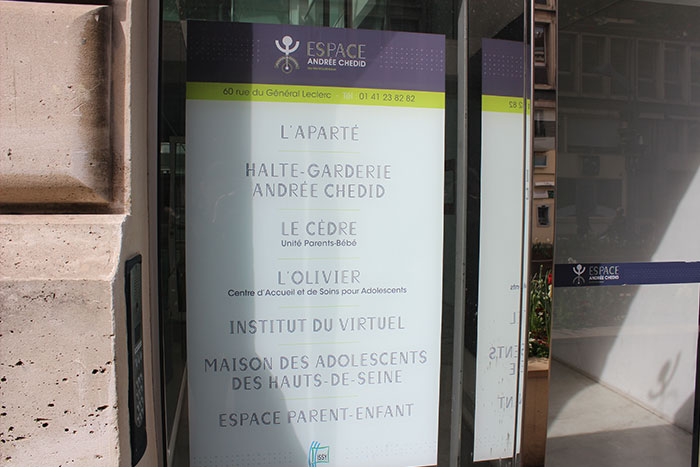 ESPACE
ANDRÉE CHEDID
60 rue du Général Leclerc Tél. 01 41 23 82 82
L'APARTÉ
HALTE-GARDERIE
ANDRÉE CHEDID
LE CÈDRE
Unité Parents-Bébé
L'OLIVIER
Centre d'Accueil et de Soins pour Adolescents
INSTITUT DU VIRTUEL
MAISON DES ADOLESCENTS
DES HAUTS-DE-SEINE
ESPACE PARENT-ENFANT
ISSY
ESPACE
ANDRÉE CHEDID